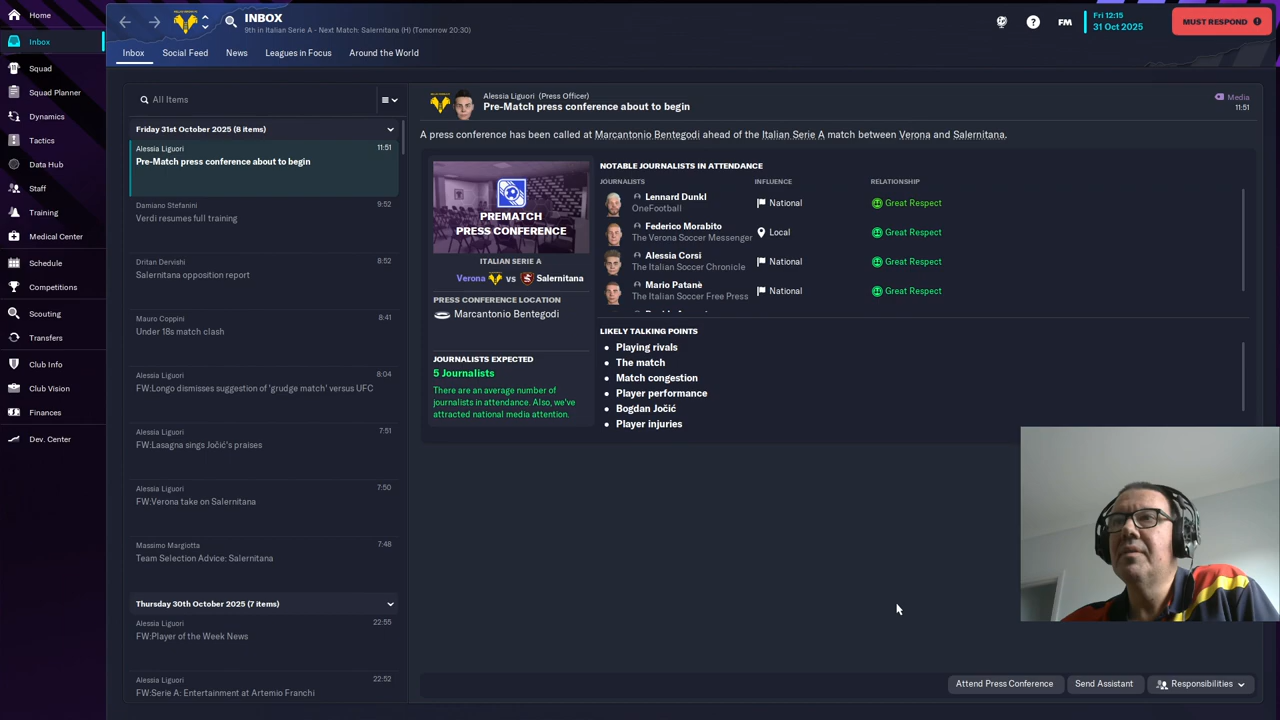 Home
Inbox
Squad
Squad Planner
Dynamics
Tactics
Data Hub
Staff
Training
Medical Center
Schedule
Competitions
Scouting
Transfers
Club Info
Club Vision
Finances
Dev. Center
INBOX
9th in Italian Serie A - Next Match: Salernitana (H) (Tomorrow 20:30)
FM
Fri 12:15
31 Oct 2025
MUST RESPOND
Inbox
Social Feed
News
Leagues in Focus
Around the World
All Items
Friday 31st October 2025 (8 items)
Alessia Liguori 11:51
Pre-Match press conference about to begin
Damiano Stefanini 9:52
Verdi resumes full training
Dritan Dervishi 8:52
Salernitana opposition report
Mauro Coppini 8:41
Under 18s match clash
Alessia Liguori 8:04
FW:Longo dismisses suggestion of 'grudge match' versus UFC
Alessia Liguori 7:51
FW:Lasagna sings Jočić's praises
Alessia Liguori 7:50
FW:Verona take on Salernitana
Massimo Margiotta 7:48
Team Selection Advice: Salernitana
Thursday 30th October 2025 (7 items)
Alessia Liguori 22:55
FW:Player of the Week News
Alessia Liguori 22:52
FW:Serie A: Entertainment at Artemio Franchi
Alessia Liguori (Press Officer)
Pre-Match press conference about to begin
Media
11:51
A press conference has been called at Marcantonio Bentegodi ahead of the Italian Serie A match between Verona and Salernitana.
PREMATCH
PRESS CONFERENCE
ITALIAN SERIE A
Verona vs Salernitana
PRESS CONFERENCE LOCATION
Marcantonio Bentegodi
JOURNALISTS EXPECTED
5 Journalists
There are an average number of
journalists in attendance. Also, we've
attracted national media attention.
NOTABLE JOURNALISTS IN ATTENDANCE
JOURNALISTS INFLUENCE RELATIONSHIP
Lennard Dunkl
OneFootball
National
Great Respect
Federico Morabito
The Verona Soccer Messenger
Local
Great Respect
Alessia Corsi
The Italian Soccer Chronicle
National
Great Respect
Mario Patanè
The Italian Soccer Free Press
National
Great Respect
LIKELY TALKING POINTS
Playing rivals
The match
Match congestion
Player performance
Bogdan Jočić
Player injuries
Attend Press Conference
Send Assistant
Responsibilities